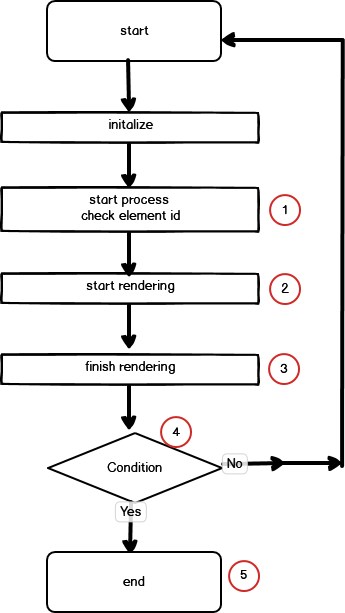 start
initalize
start process
check element id
1
start rendering
2
finish rendering
3
4
Condition
No
Yes
end
5